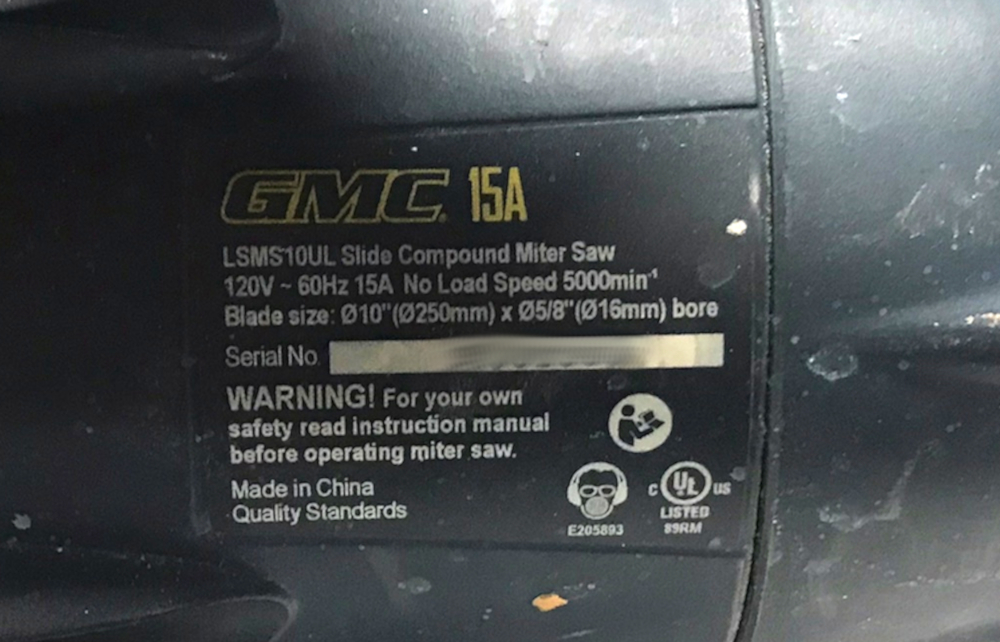 GMC. 15A
LSMS10UL Slide Compound Miter Saw
120V ~ 60Hz 15A No Load Speed 5000min⁻¹
Blade size: Ø10"(Ø250mm) x Ø5/8"(Ø16mm) bore
Serial No.
WARNING! For your own
safety read instruction manual
before operating miter saw.
Made in China
Quality Standards
E205893
C UL US
LISTED
89RM